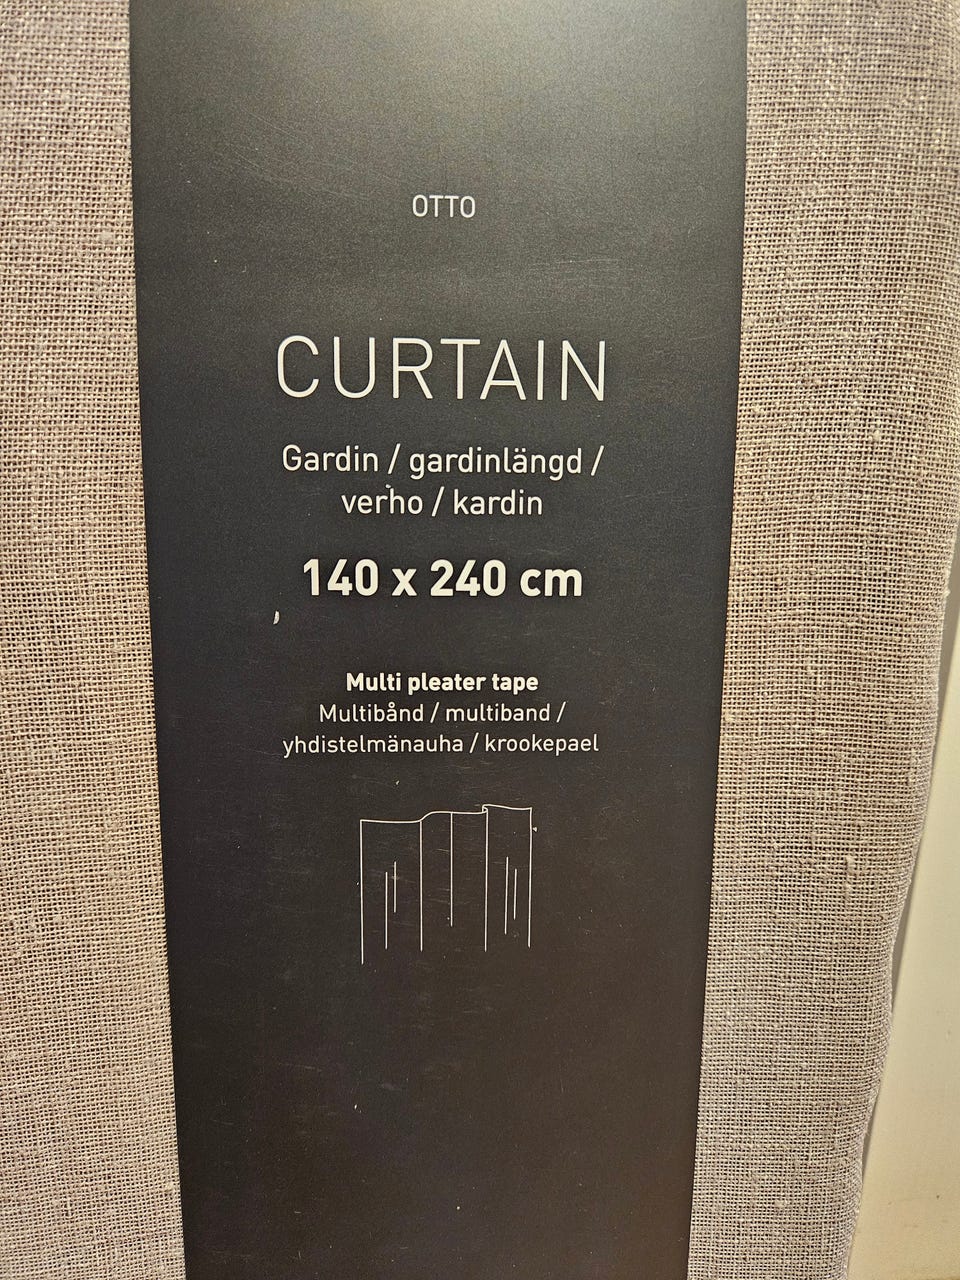 OTTO
CURTAIN
Gardin / gardinlängd /
verho / kardin
140 x 240 cm
Multi pleater tape
Multibånd / multiband /
yhdistelmänauha / krookepael